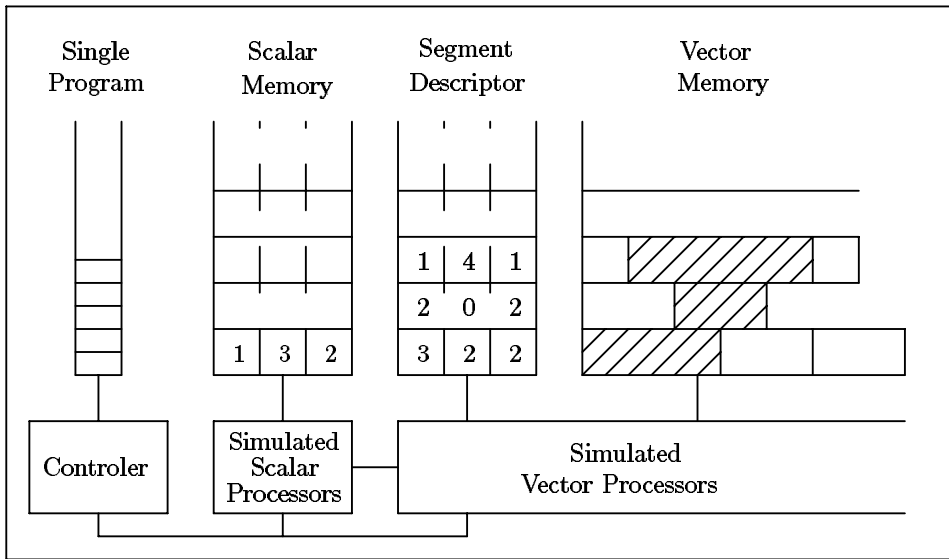 Single
Program
Scalar
Memory
Segment
Descriptor
Vector
Memory
1 4 1
2 0 2
1 3 2
3 2 2
Controler
Simulated
Scalar
Processors
Simulated
Vector Processors